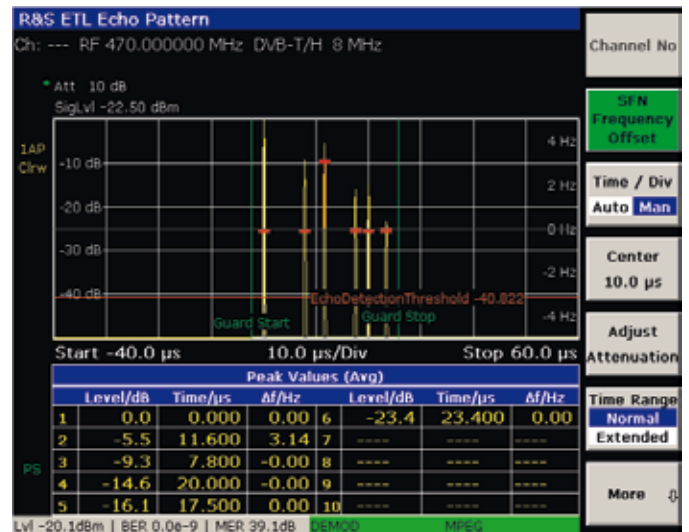 R&S ETL Echo Pattern
Ch: --- RF 470.000000 MHz DVB-T/H 8 MHz
* Att 10 dB
SigLvl -22.50 dBm
1AP
Clrw
-10 dB
-20 dB
-30 dB
-40 dB
4 Hz
2 Hz
0 Hz
-2 Hz
-4 Hz
EchoDetectionThreshold -40.822
Guard Start
Guard Stop
Start -40.0 µs 10.0 µs/Div Stop 60.0 µs
Peak Values (Avg)
Level/dB Time/µs Δf/Hz Level/dB Time/µs Δf/Hz
1 0.0 0.000 0.00 6 -23.4 23.400 0.00
2 -5.5 11.600 3.14 7 ---- ---- ----
3 -9.3 7.800 -0.00 8 ---- ---- ----
4 -14.6 20.000 -0.00 9 ---- ---- ----
5 -16.1 17.500 0.00 10 ---- ---- ----
PS
Lvl -20.1dBm | BER 0.0e-9 | MER 39.1dB DEMOD MPEG
Channel No
SFN
Frequency
Offset
Time / Div
Auto Man
Center
10.0 µs
Adjust
Attenuation
Time Range
Normal
Extended
More